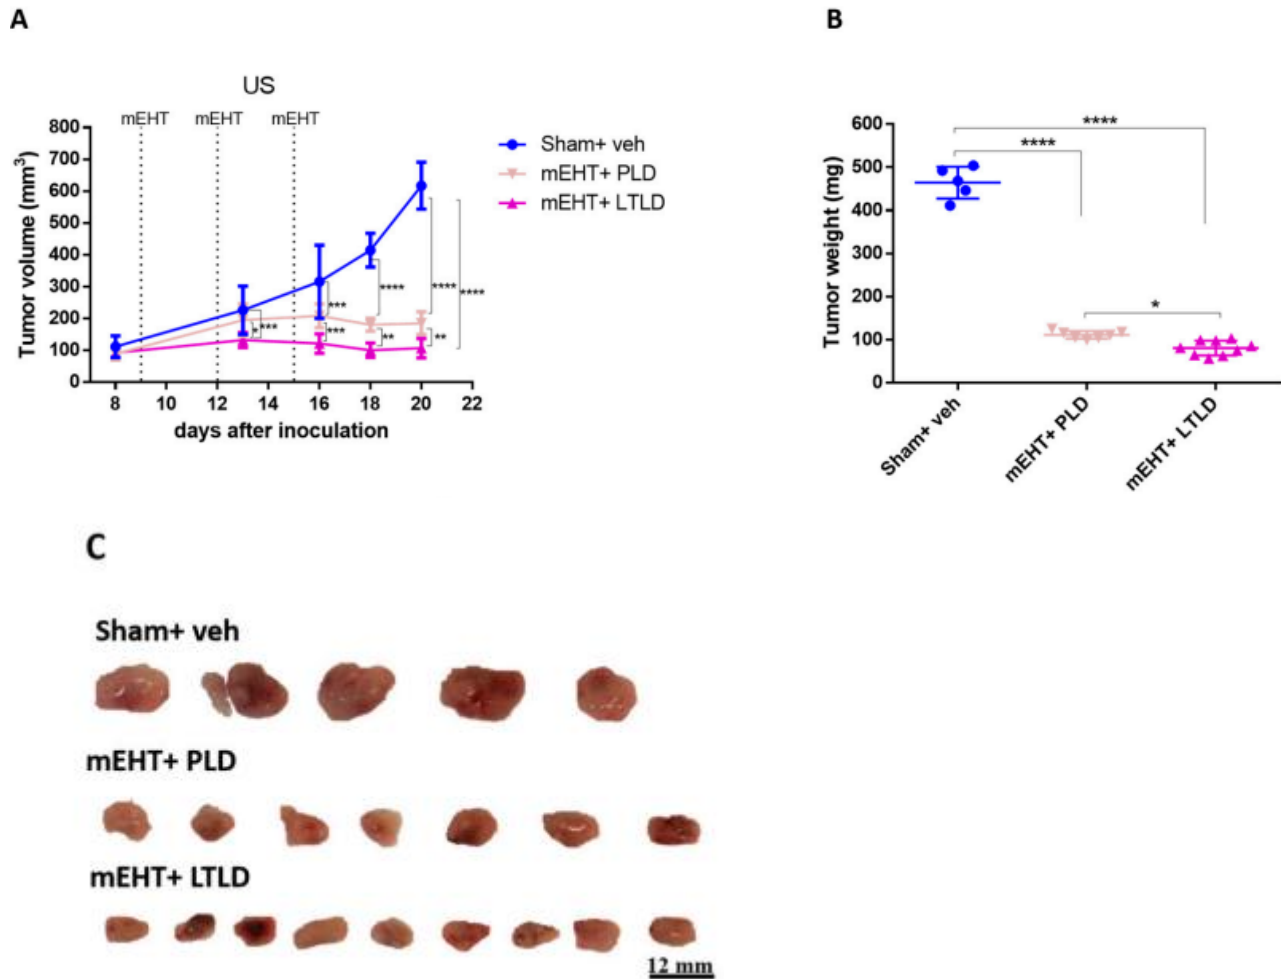 A
B
US
mEHT mEHT mEHT
800
700
600
500
400
300
200
100
0
Tumor volume (mm³)
8 10 12 14 16 18 20 22
days after inoculation
Sham+ veh
mEHT+ PLD
mEHT+ LTLD
* *** *** *** **** ** **** ** ****
600
500
400
300
200
100
0
Tumor weight (mg)
****
****
*
Sham+ veh
mEHT+ PLD
mEHT+ LTLD
C
Sham+ veh
mEHT+ PLD
mEHT+ LTLD
12 mm